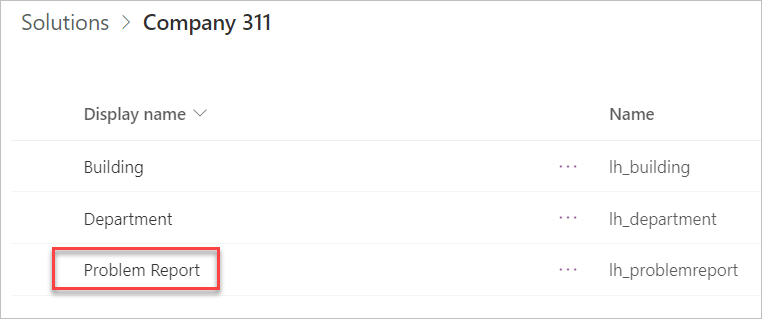 Solutions > Company 311
Display name Name
Building ... lh_building
Department ... lh_department
Problem Report ... lh_problemreport